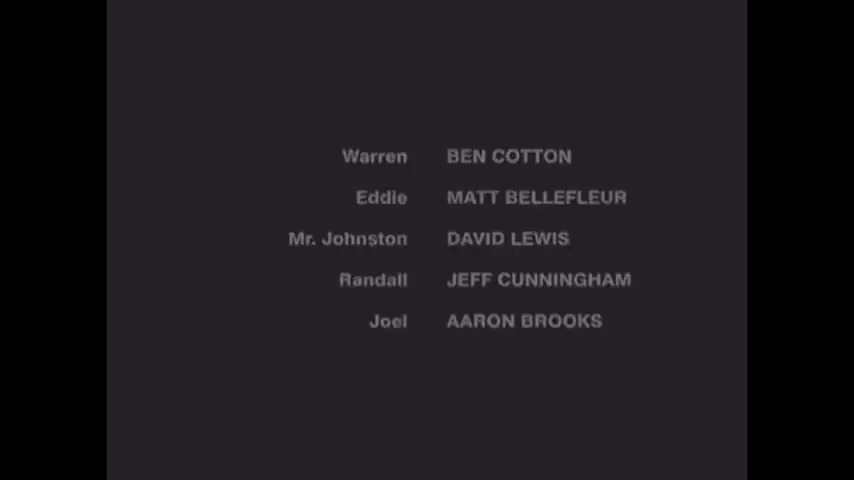 Warren BEN COTTON
Eddie MATT BELLEFLEUR
Mr. Johnston DAVID LEWIS
Randall JEFF CUNNINGHAM
Joel AARON BROOKS